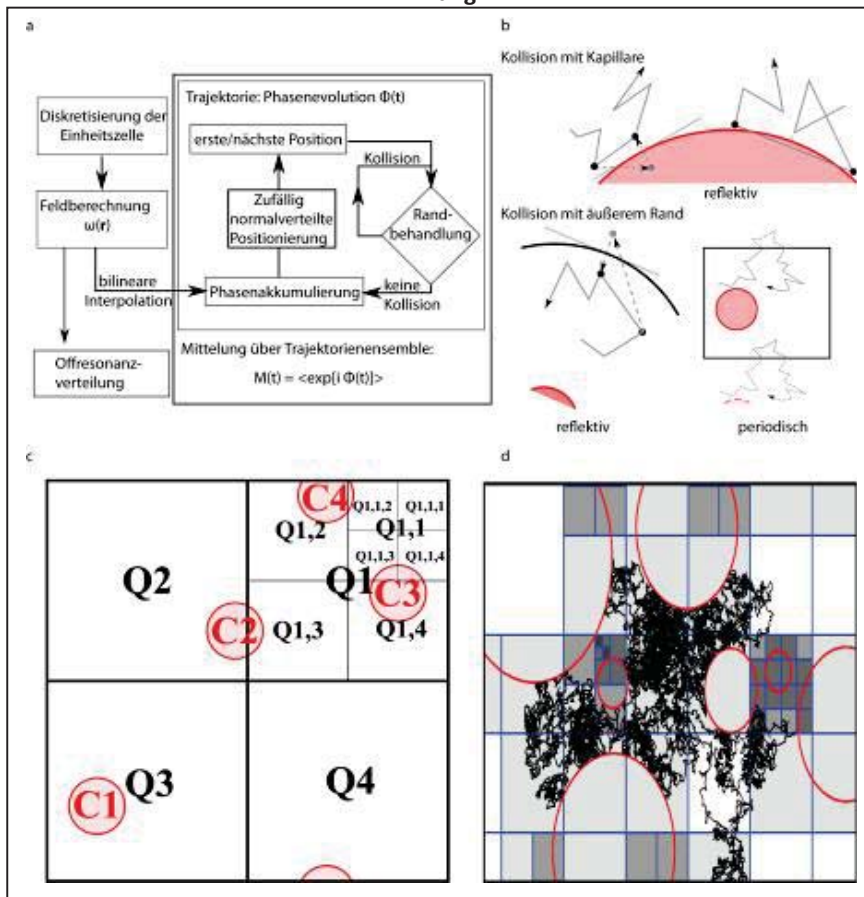 a
Diskretisierung der
Einheitszelle
Feldberechnung
ω(r)
bilineare
Interpolation
Offresonanz-
verteilung
Trajektorie: Phasenevolution Φ(t)
erste/nächste Position
Kollision
Zufällig
normalverteilte
Positionierung
Rand-
behandlung
Phasenakkumulierung
keine
Kollision
Mittelung über Trajektorienensemble:
M(t) = <exp[i Φ(t)]>
b
Kollision mit Kapillare
reflektiv
Kollision mit äußerem Rand
reflektiv
periodisch
c
C4
Q1,1,2
Q1,1,1
Q1,2
Q1,1
Q1,1,3
Q1,1,4
Q2
Q1
C3
C2
Q1,3
Q1,4
C1
Q3
Q4
d